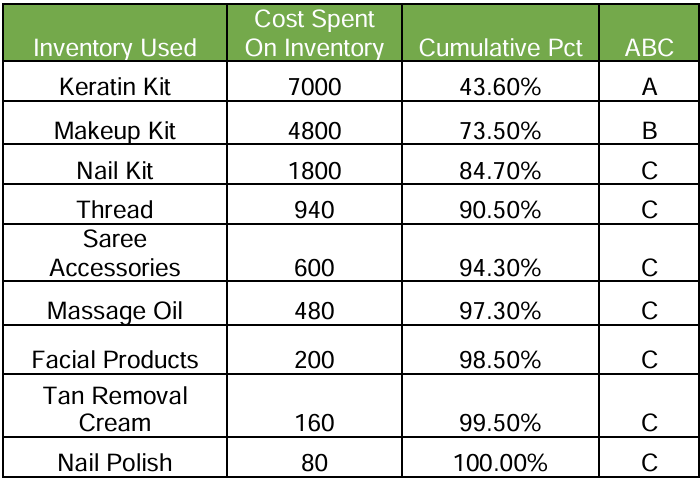 Inventory Used Cost Spent On Inventory Cumulative Pct ABC
Keratin Kit 7000 43.60% A
Makeup Kit 4800 73.50% B
Nail Kit 1800 84.70% C
Thread 940 90.50% C
Saree
Accessories 600 94.30% C
Massage Oil 480 97.30% C
Facial Products 200 98.50% C
Tan Removal
Cream 160 99.50% C
Nail Polish 80 100.00% C